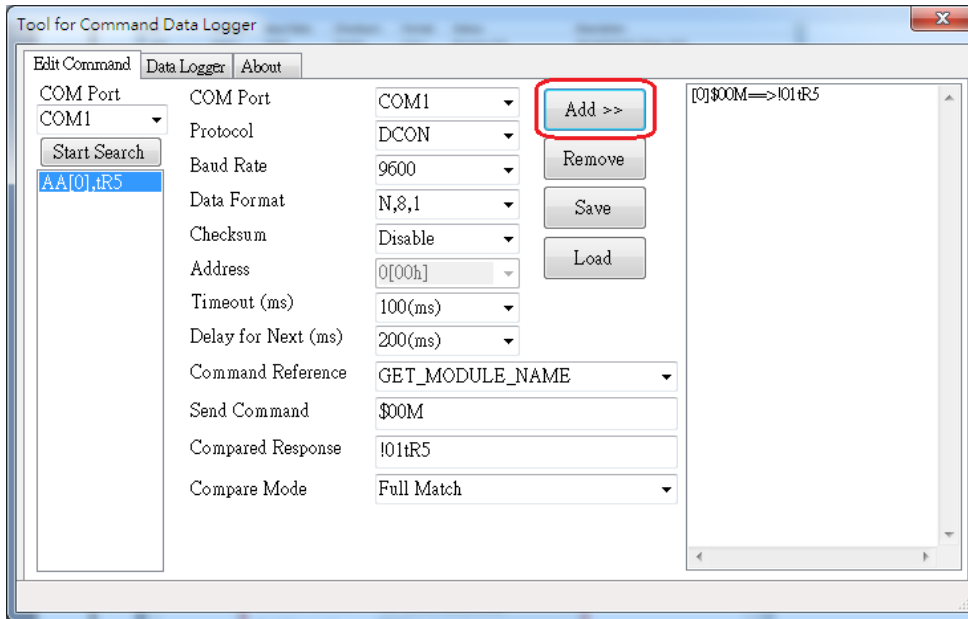 Tool for Command Data Logger
Edit Command
Data Logger
About
COM Port
COM1
Start Search
AA[0],tR5
COM Port
COM1
Protocol
DCON
Baud Rate
9600
Data Format
N,8,1
Checksum
Disable
Address
0[00h]
Timeout (ms)
100(ms)
Delay for Next (ms)
200(ms)
Command Reference
GET_MODULE_NAME
Send Command
$00M
Compared Response
!01tR5
Compare Mode
Full Match
Add >>
Remove
Save
Load
[0]$00M==>!01tR5